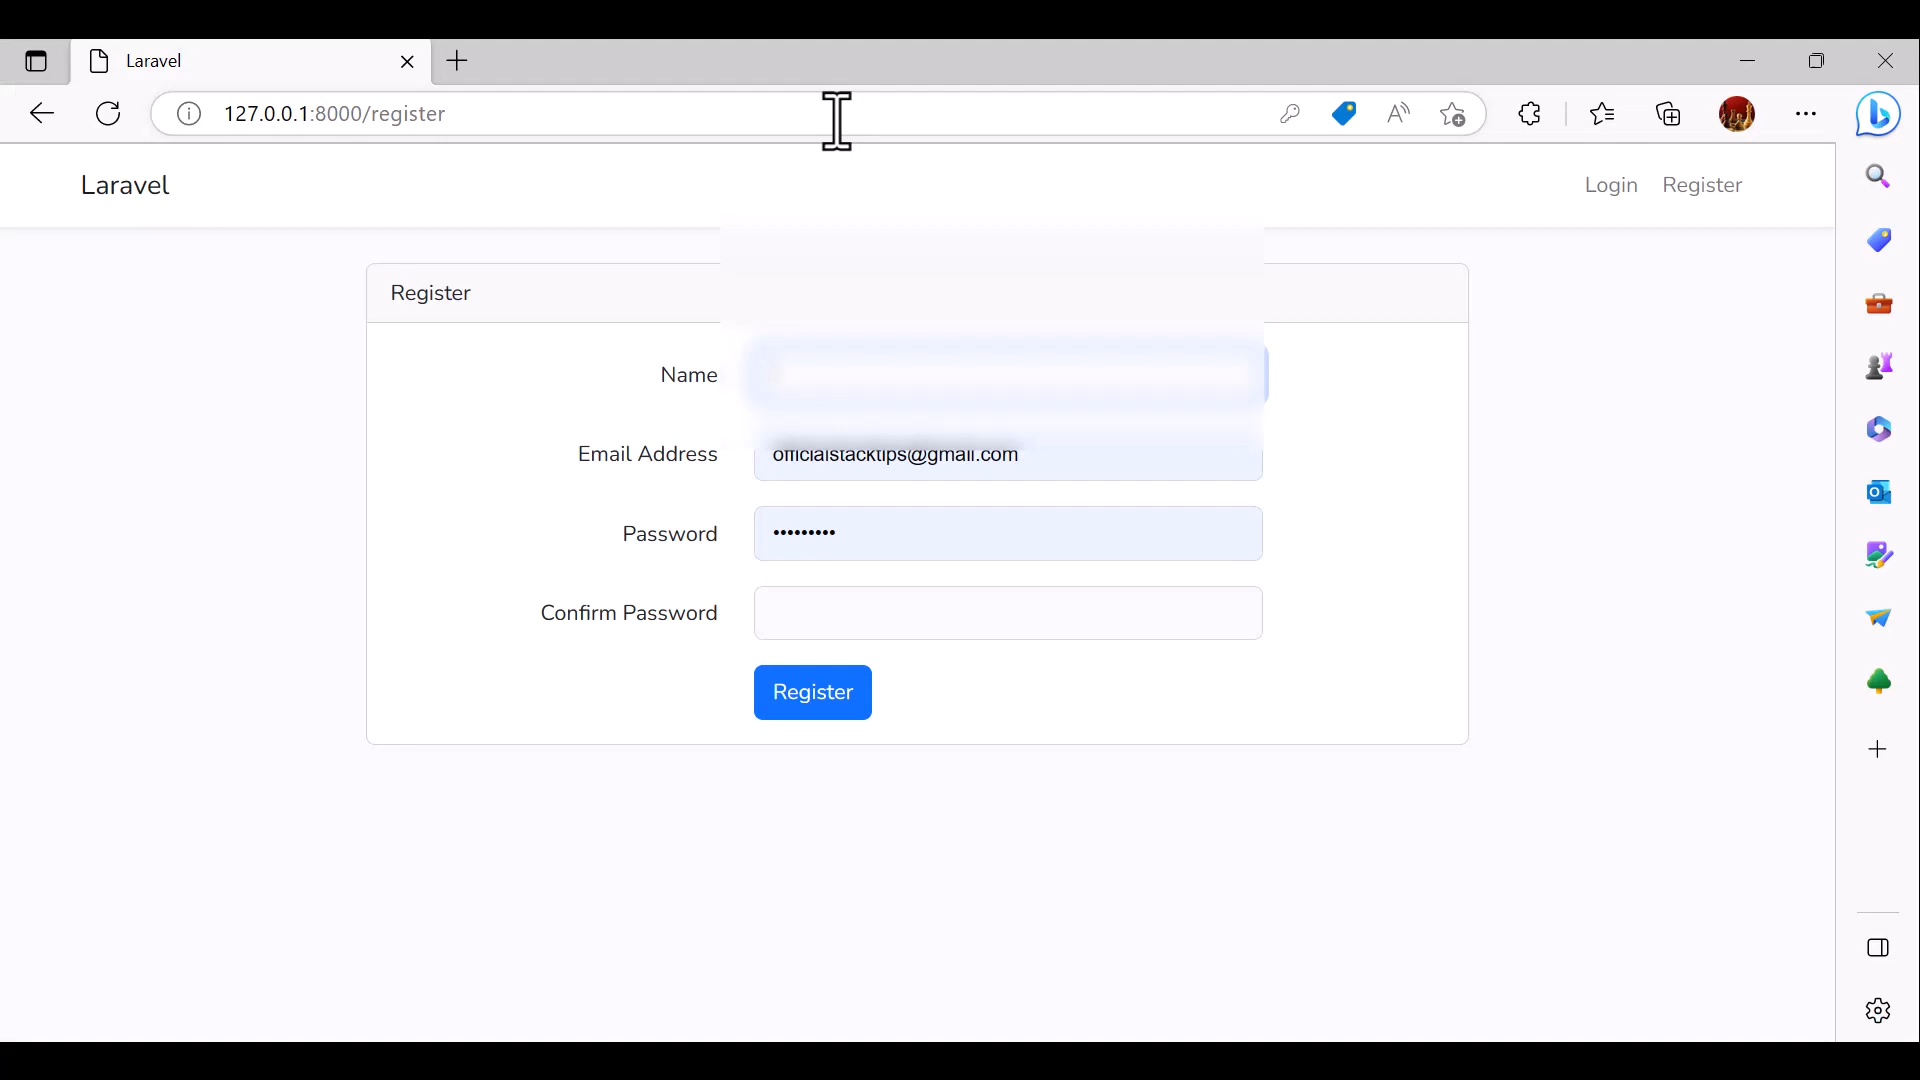 Laravel
127.0.0.1:8000/register
Laravel
Login Register
Register
Name
Email Address officialstacktips@gmail.com
Password •••••••••
Confirm Password
Register